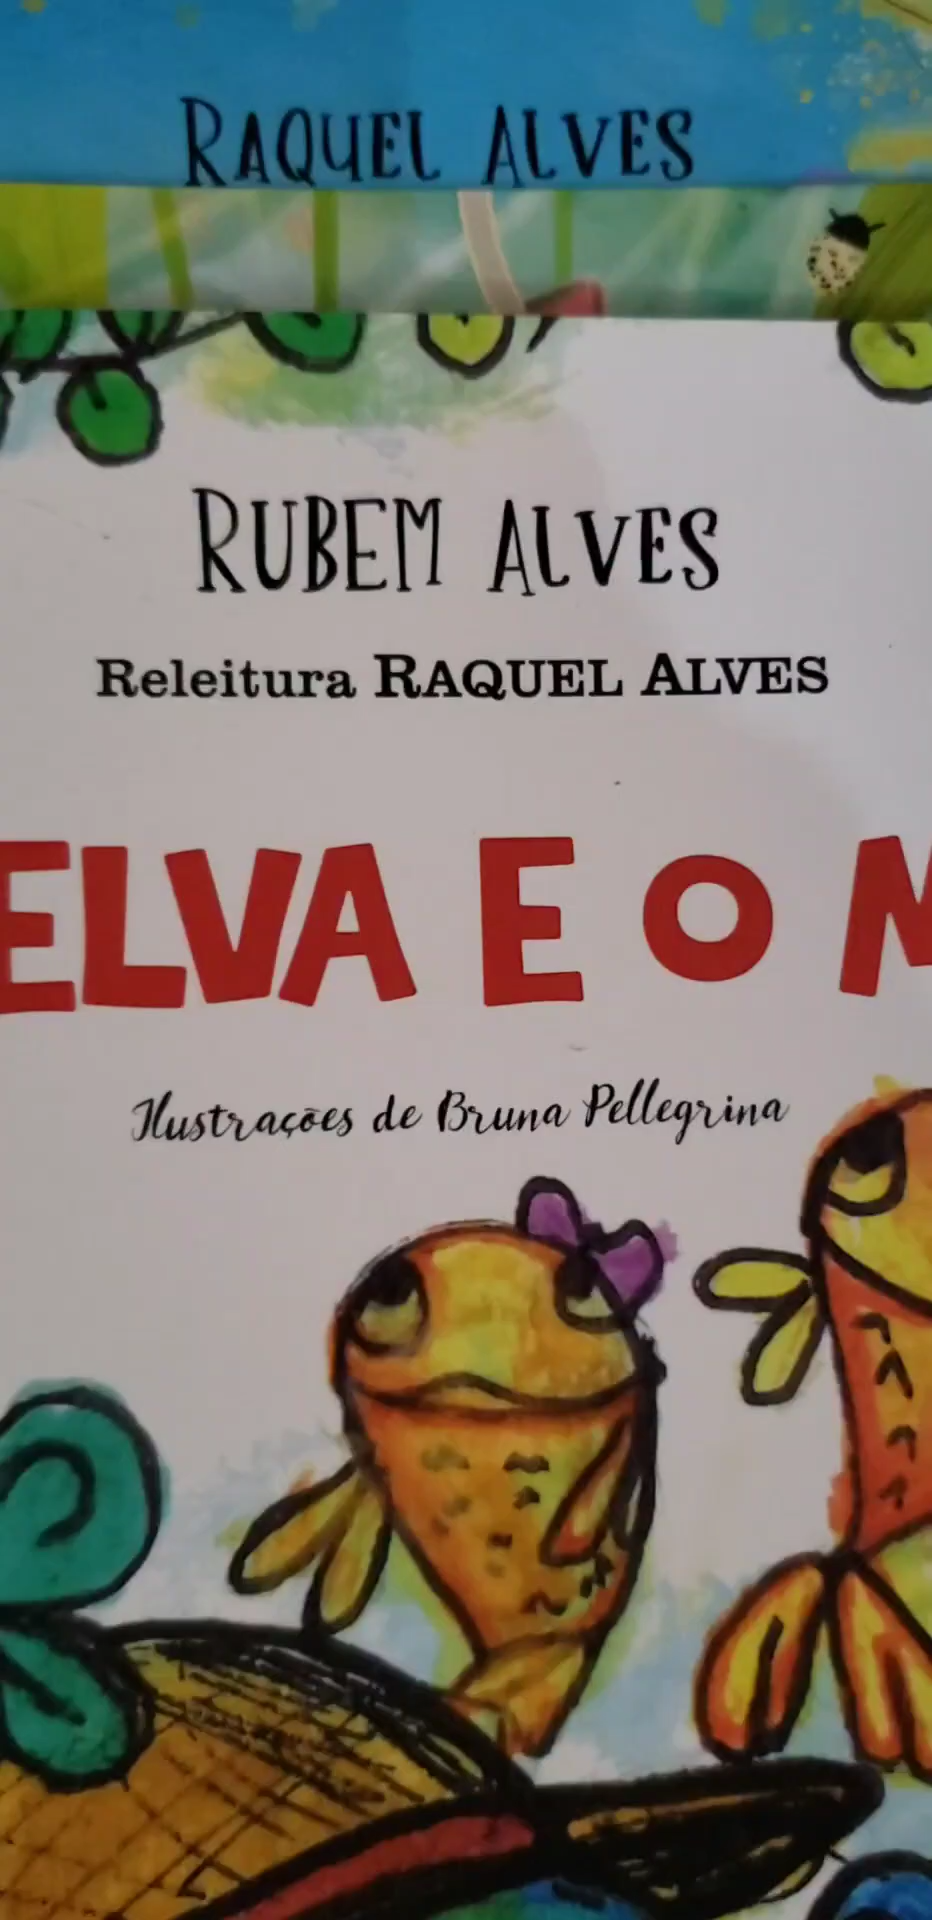 RAQUEL ALVES
RUBEM ALVES
Releitura RAQUEL ALVES
ELVA E O
Ilustrações de Bruna Pellegrina